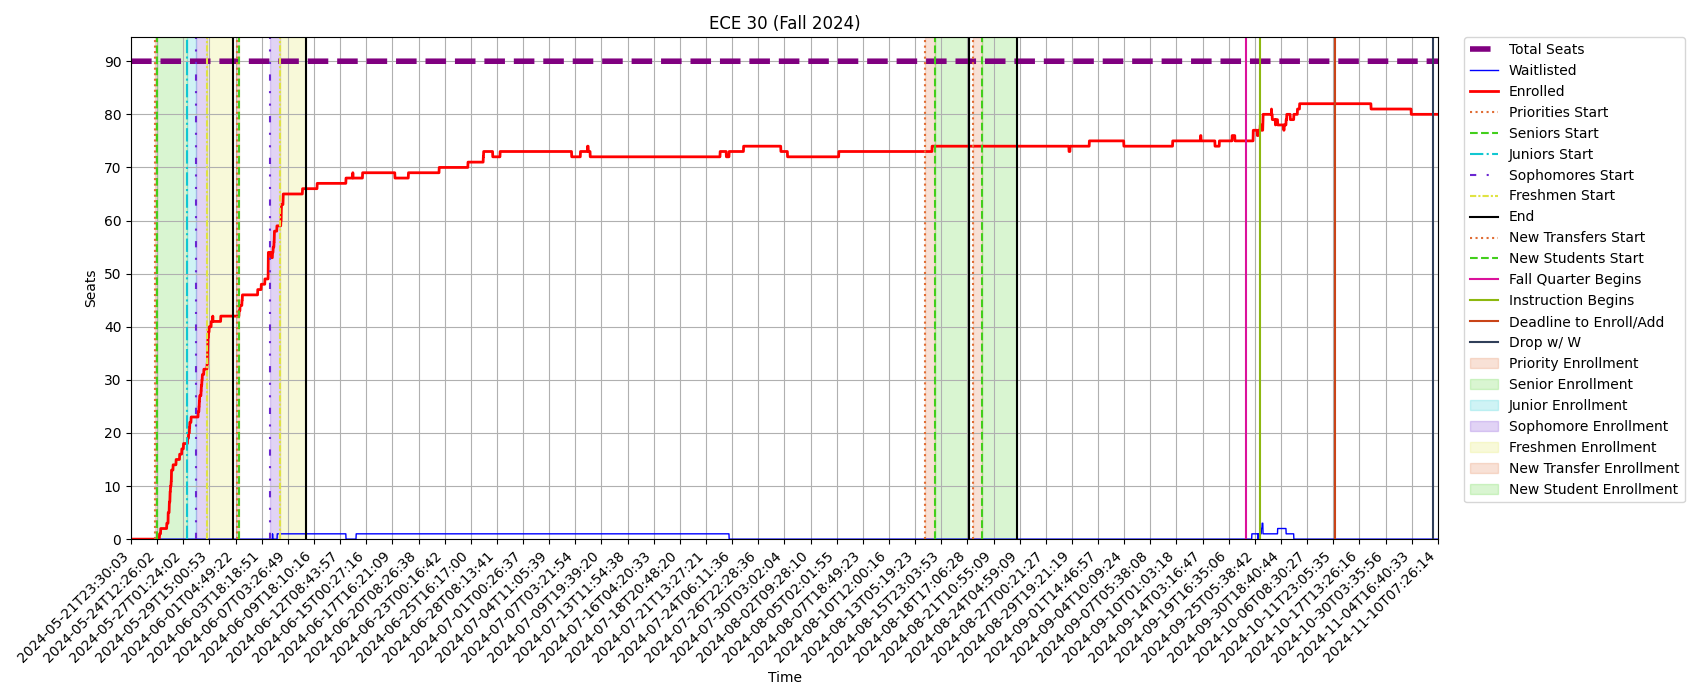 ECE 30 (Fall 2024)
Seats
90
80
70
60
50
40
30
20
10
0
2024-05-21T23:30:03
2024-05-24T12:26:02
2024-05-27T01:24:02
2024-05-29T15:00:53
2024-06-01T04:49:22
2024-06-03T18:18:51
2024-06-07T03:26:49
2024-06-09T18:10:16
2024-06-12T08:43:57
2024-06-15T00:27:16
2024-06-17T16:21:09
2024-06-20T08:26:38
2024-06-25T16:16:42
2024-06-25T16:17:00
2024-06-28T08:13:41
2024-07-01T00:26:37
2024-07-04T11:05:39
2024-07-07T03:21:54
2024-07-09T19:39:20
2024-07-13T11:54:38
2024-07-16T04:20:33
2024-07-18T20:48:20
2024-07-21T13:27:21
2024-07-24T06:11:36
2024-07-26T22:28:36
2024-07-30T03:02:04
2024-08-02T09:28:10
2024-08-05T02:01:55
2024-08-10T12:00:16
2024-08-13T05:19:23
2024-08-15T23:03:53
2024-08-18T17:06:28
2024-08-21T10:55:09
2024-08-24T04:59:09
2024-08-27T00:21:27
2024-08-29T19:21:19
2024-09-01T14:46:57
2024-09-04T10:09:24
2024-09-07T05:38:08
2024-09-10T01:03:18
2024-09-14T03:16:47
2024-09-19T16:35:06
2024-09-25T05:38:42
2024-09-30T18:40:44
2024-10-06T08:30:27
2024-10-11T23:05:35
2024-10-17T13:26:16
2024-10-30T03:35:56
2024-11-04T16:40:33
2024-11-10T07:26:14
Time
Total Seats
Waitlisted
Enrolled
Priorities Start
Seniors Start
Juniors Start
Sophomores Start
Freshmen Start
End
New Transfers Start
New Students Start
Fall Quarter Begins
Instruction Begins
Deadline to Enroll/Add
Drop w/ W
Priority Enrollment
Senior Enrollment
Junior Enrollment
Sophomore Enrollment
Freshmen Enrollment
New Transfer Enrollment
New Student Enrollment